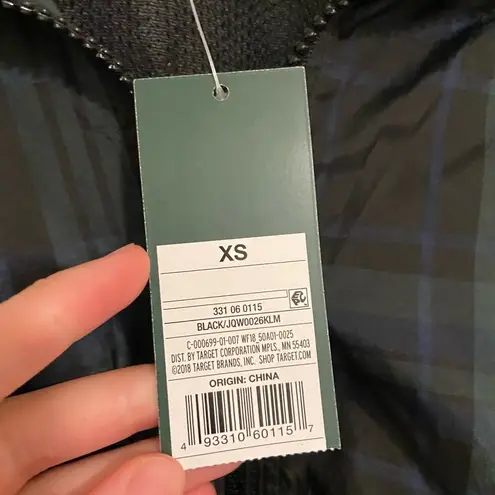 XS
331 06 0115
BLACK/JQW0026KLM
C-000699-01-007 WF18_50A01-0025
DIST. BY TARGET CORPORATION MPLS., MN 55403
©2018 TARGET BRANDS, INC. SHOP TARGET.COM
ORIGIN: CHINA
4 93310 60115 7